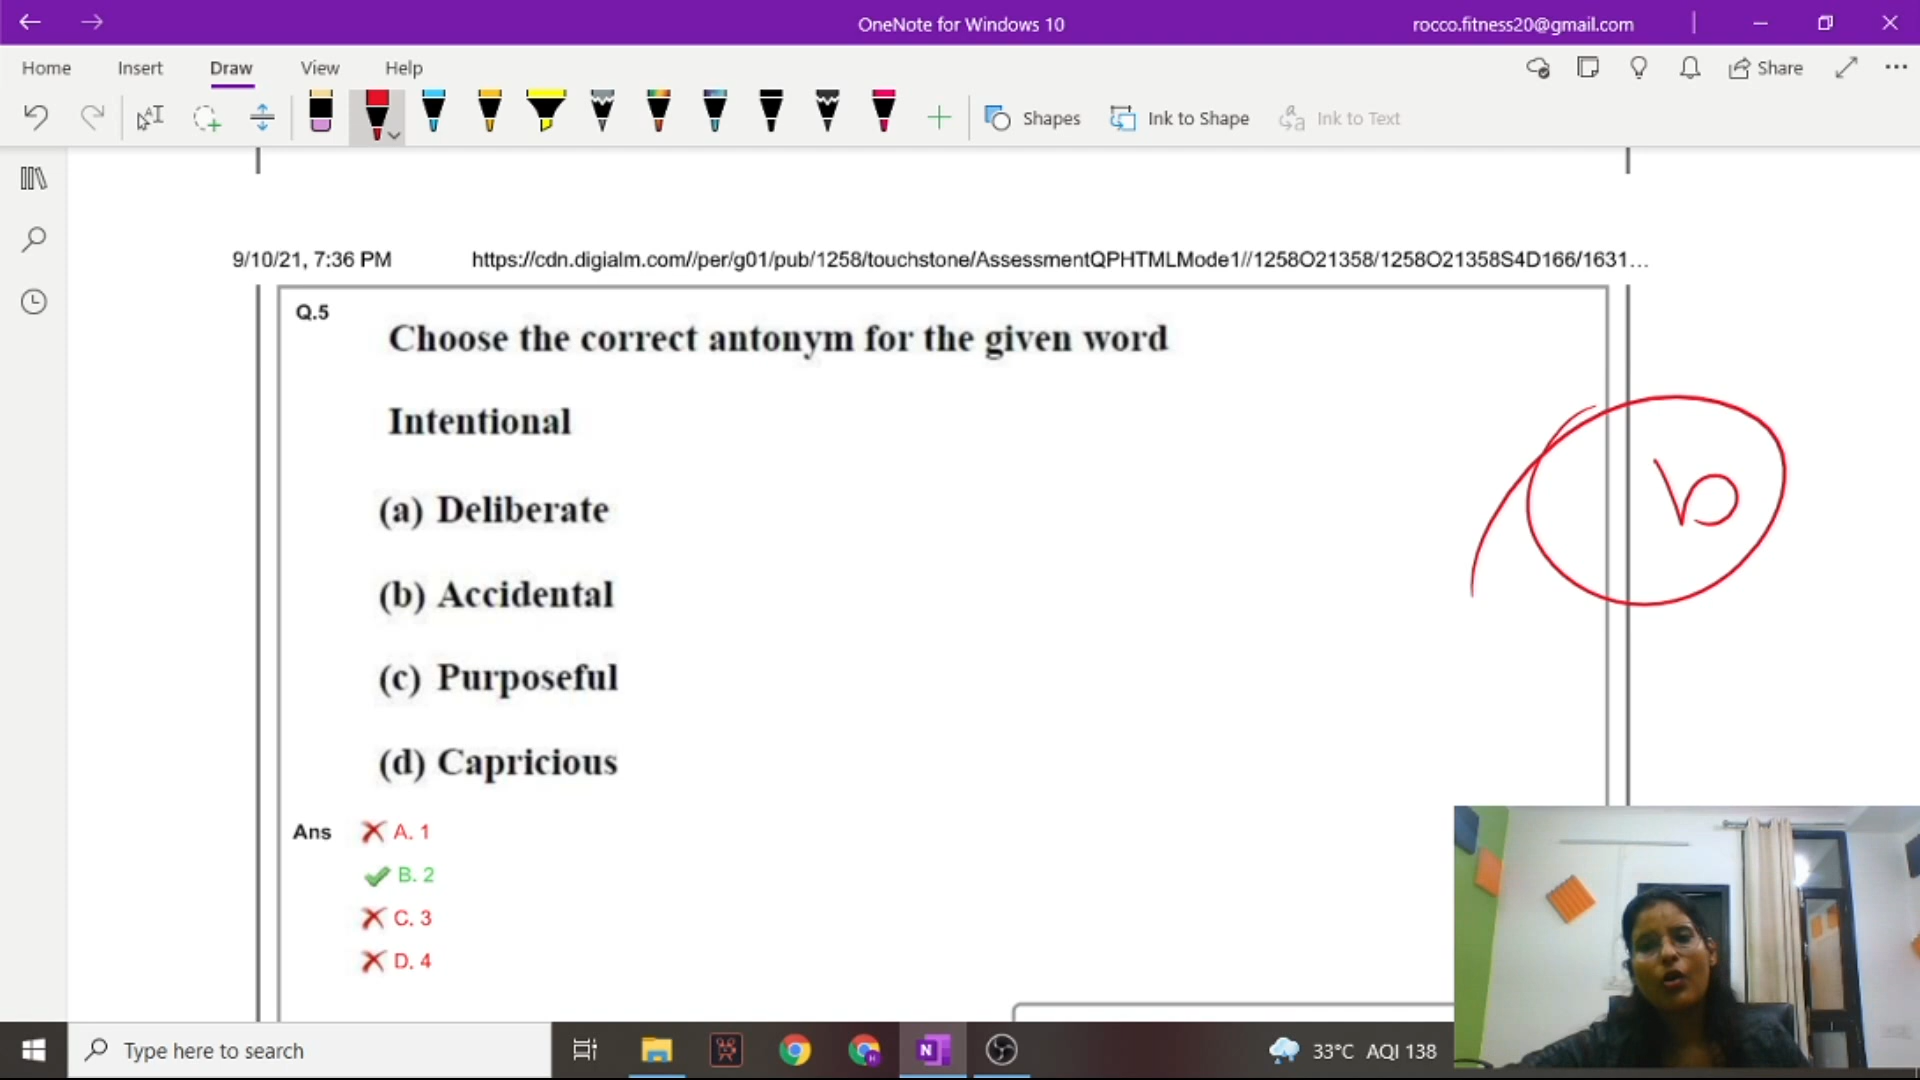 OneNote for Windows 10
rocco.fitness20@gmail.com
Home Insert Draw View Help
Share
Shapes Ink to Shape Ink to Text
9/10/21, 7:36 PM https://cdn.digialm.com//per/g01/pub/1258/touchstone/AssessmentQPHTMLMode1//1258O21358/1258O21358S4D166/1631...
Q.5
Choose the correct antonym for the given word
Intentional
b
(a) Deliberate
(b) Accidental
(c) Purposeful
(d) Capricious
Ans A. 1
B. 2
C. 3
D. 4
Type here to search
N
33°C AQI 138